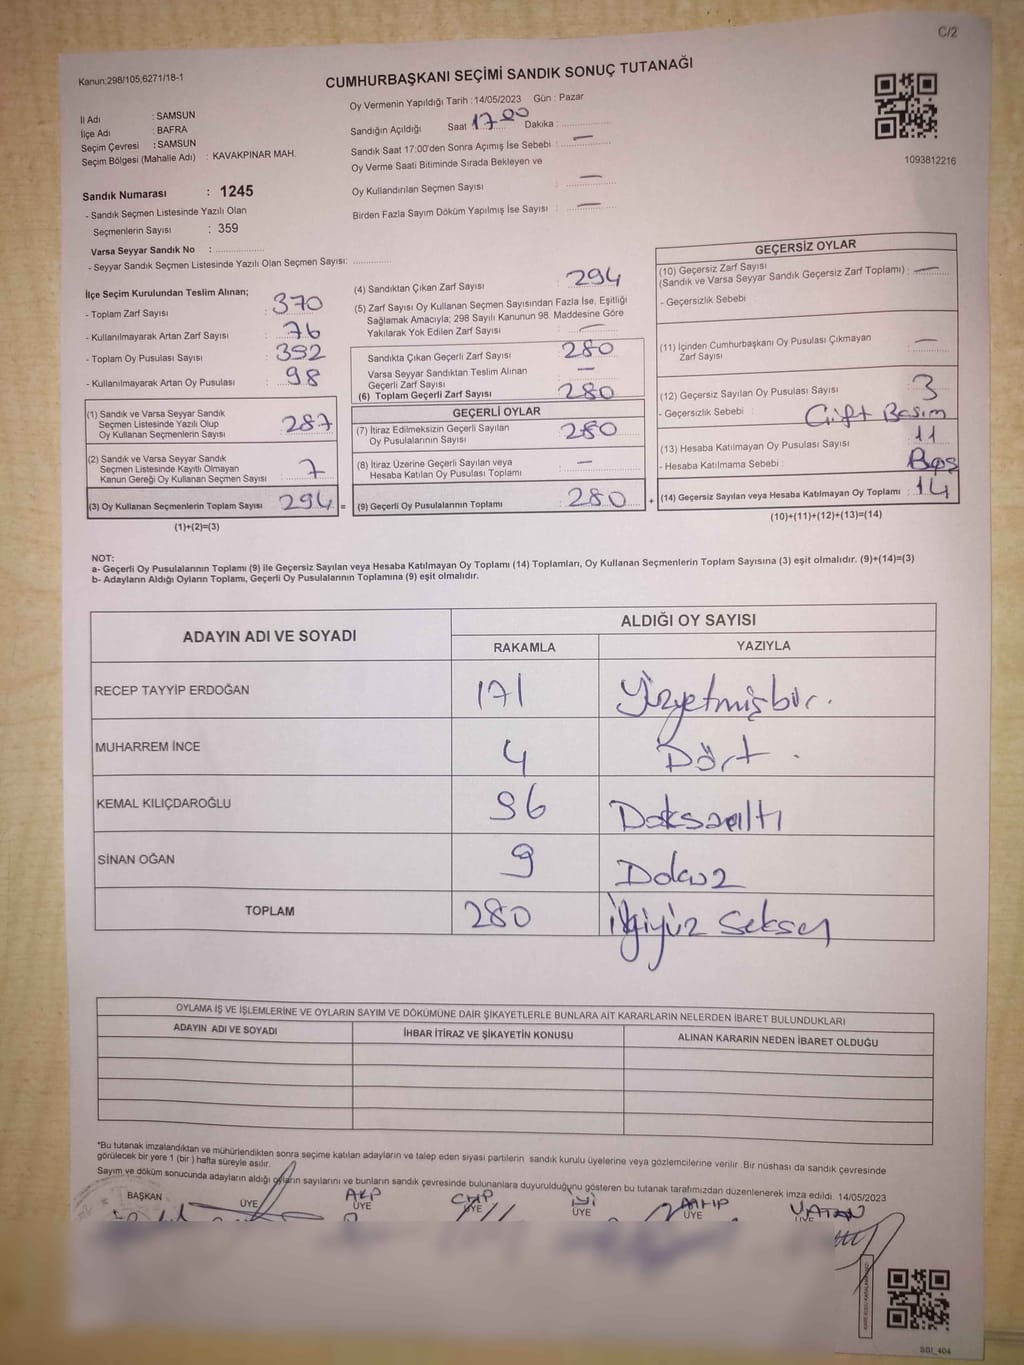 C/2
Kanun:298/105;6271/18-1
CUMHURBAŞKANI SEÇİMİ SANDIK SONUÇ TUTANAĞI
İl Adı : SAMSUN
İlçe Adı : BAFRA
Seçim Çevresi : SAMSUN
Seçim Bölgesi (Mahalle Adı) : KAVAKPINAR MAH.
Oy Vermenin Yapıldığı Tarih : 14/05/2023 Gün : Pazar
Sandığın Açıldığı Saat 17.00 Dakika :
Sandık Saat 17:00'den Sonra Açımış İse Sebebi : —
Oy Verme Saati Bitiminde Sırada Bekleyen ve
Oy Kullandırılan Seçmen Sayısı : —
Birden Fazla Sayım Döküm Yapılmış İse Sayısı : —
1093812216
Sandık Numarası : 1245
- Sandık Seçmen Listesinde Yazılı Olan
Seçmenlerin Sayısı : 359
Varsa Seyyar Sandık No :
- Seyyar Sandık Seçmen Listesinde Yazılı Olan Seçmen Sayısı:
İlçe Seçim Kurulundan Teslim Alınan;
- Toplam Zarf Sayısı : 370
- Kullanılmayarak Artan Zarf Sayısı : 76
- Toplam Oy Pusulası Sayısı : 392
- Kullanılmayarak Artan Oy Pusulası : 98
(1) Sandık ve Varsa Seyyar Sandık
Seçmen Listesinde Yazılı Olup
Oy Kullanan Seçmenlerin Sayısı : 287
(2) Sandık ve Varsa Seyyar Sandık
Seçmen Listesinde Kayıtlı Olmayan
Kanun Gereği Oy Kullanan Seçmen Sayısı : 7
(3) Oy Kullanan Seçmenlerin Toplam Sayısı : 294 =
(1)+(2)=(3)
(4) Sandıktan Çıkan Zarf Sayısı : 294
(5) Zarf Sayısı Oy Kullanan Seçmen Sayısından Fazla İse, Eşitliği
Sağlamak Amacıyla; 298 Sayılı Kanunun 98. Maddesine Göre
Yakılarak Yok Edilen Zarf Sayısı : —
Sandıkta Çıkan Geçerli Zarf Sayısı : 280
Varsa Seyyar Sandıktan Teslim Alınan
Geçerli Zarf Sayısı : —
(6) Toplam Geçerli Zarf Sayısı : 280
GEÇERLİ OYLAR
(7) İtiraz Edilmeksizin Geçerli Sayılan
Oy Pusulalarının Sayısı : 280
(8) İtiraz Üzerine Geçerli Sayılan veya
Hesaba Katılan Oy Pusulası Toplamı : —
(9) Geçerli Oy Pusulalarının Toplamı : 280 +
GEÇERSİZ OYLAR
(10) Geçersiz Zarf Sayısı
(Sandık ve Varsa Seyyar Sandık Geçersiz Zarf Toplamı) : —
- Geçersizlik Sebebi :
(11) İçinden Cumhurbaşkanı Oy Pusulası Çıkmayan
Zarf Sayısı : —
(12) Geçersiz Sayılan Oy Pusulası Sayısı : 3
- Geçersizlik Sebebi : Çift Basım
(13) Hesaba Katılmayan Oy Pusulası Sayısı : 11
- Hesaba Katılmama Sebebi : Boş
(14) Geçersiz Sayılan veya Hesaba Katılmayan Oy Toplamı : 14
(10)+(11)+(12)+(13)=(14)
NOT:
a- Geçerli Oy Pusulalarının Toplamı (9) ile Geçersiz Sayılan veya Hesaba Katılmayan Oy Toplamı (14) Toplamları, Oy Kullanan Seçmenlerin Toplam Sayısına (3) eşit olmalıdır. (9)+(14)=(3)
b- Adayların Aldığı Oyların Toplamı, Geçerli Oy Pusulalarının Toplamına (9) eşit olmalıdır.
ADAYIN ADI VE SOYADI ALDIĞI OY SAYISI
RAKAMLA YAZIYLA
RECEP TAYYİP ERDOĞAN 171 Yüzyetmişbir.
MUHARREM İNCE 4 Dört.
KEMAL KILIÇDAROĞLU 96 Doksanaltı
SİNAN OĞAN 9 Dokuz
TOPLAM 280 İkiyüz Seksen
OYLAMA İŞ VE İŞLEMLERİNE VE OYLARIN SAYIM VE DÖKÜMÜNE DAİR ŞİKAYETLERLE BUNLARA AİT KARARLARIN NELERDEN İBARET BULUNDUKLARI
ADAYIN ADI VE SOYADI İHBAR İTİRAZ VE ŞİKAYETİN KONUSU ALINAN KARARIN NEDEN İBARET OLDUĞU
*Bu tutanak imzalandıktan ve mühürlendikten sonra seçime katılan adayların ve talep eden siyasi partilerin sandık kurulu üyelerine veya gözlemcilerine verilir. Bir nüshası da sandık çevresinde
görülecek bir yere 1 (bir) hafta süreyle asılır.
Sayım ve döküm sonucunda adayların aldığı oyların sayılarını ve bunların sandık çevresinde bulunanlara duyurulduğunu gösteren bu tutanak tarafımızdan düzenlenerek imza edildi. 14/05/2023
AKP CHP İYİ MHP VATAN
BAŞKAN ÜYE ÜYE ÜYE ÜYE ÜYE ÜYE
SSI_404